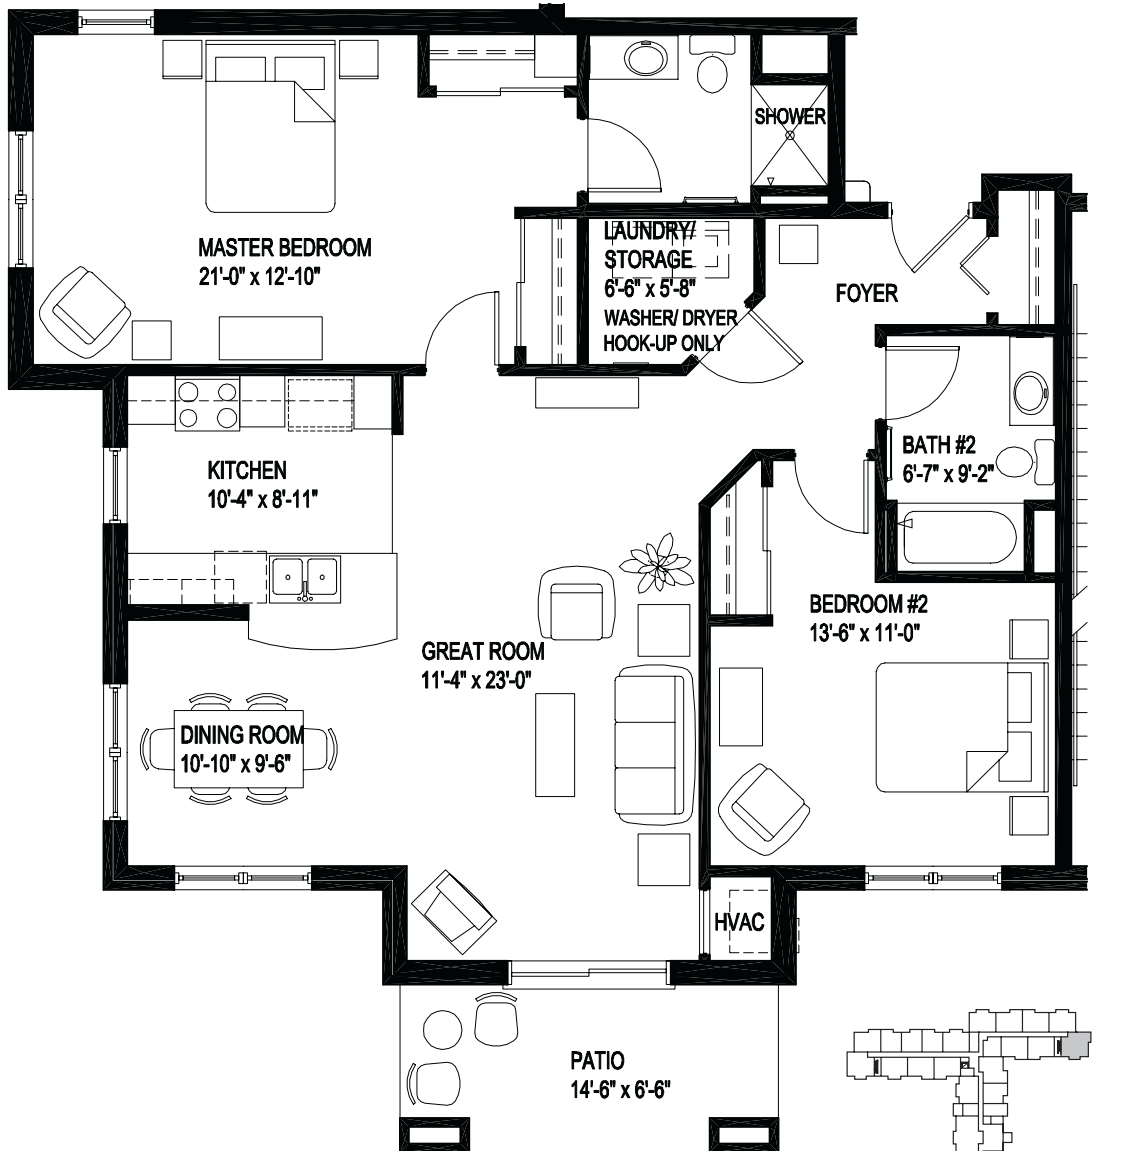 SHOWER
MASTER BEDROOM
21'-0" x 12'-10"
LAUNDRY/
STORAGE
6'-6" x 5'-8"
WASHER/ DRYER
HOOK-UP ONLY
FOYER
KITCHEN
10'-4" x 8'-11"
BATH #2
6'-7" x 9'-2"
BEDROOM #2
13'-6" x 11'-0"
GREAT ROOM
11'-4" x 23'-0"
DINING ROOM
10'-10" x 9'-6"
HVAC
PATIO
14'-6" x 6'-6"